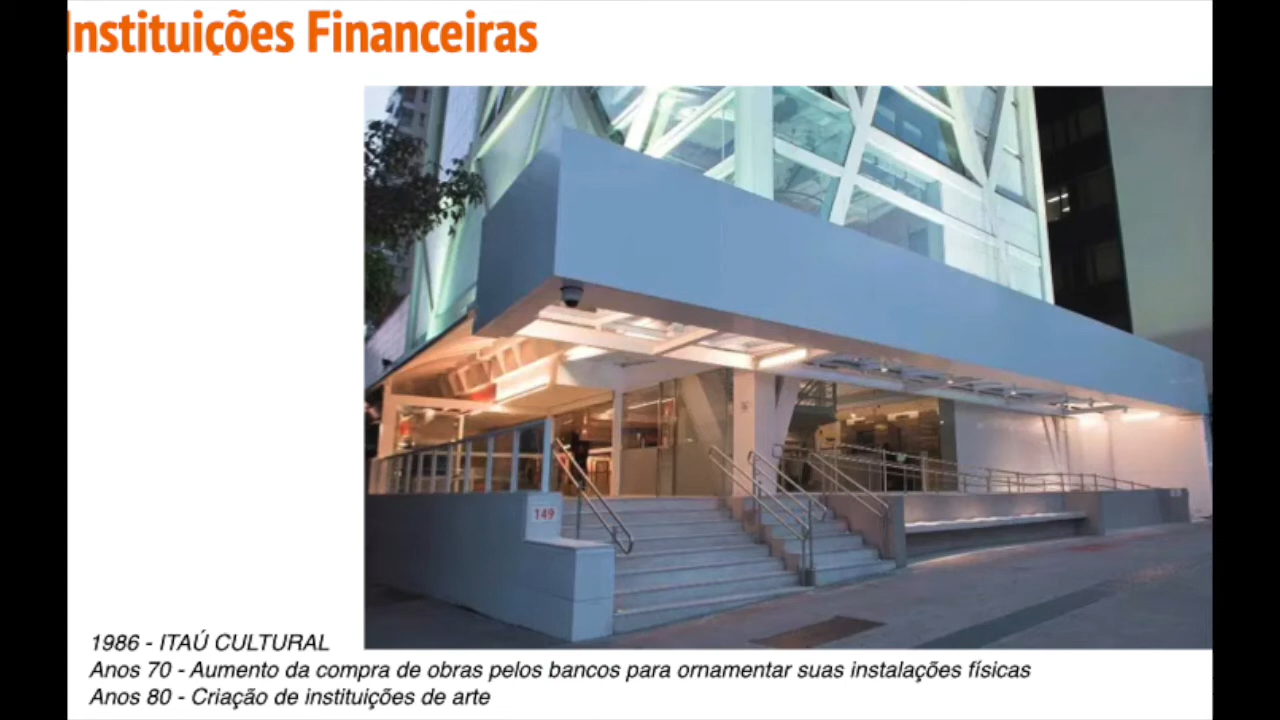 Instituições Financeiras
149
1986 - ITAÚ CULTURAL
Anos 70 - Aumento da compra de obras pelos bancos para ornamentar suas instalações físicas
Anos 80 - Criação de instituições de arte